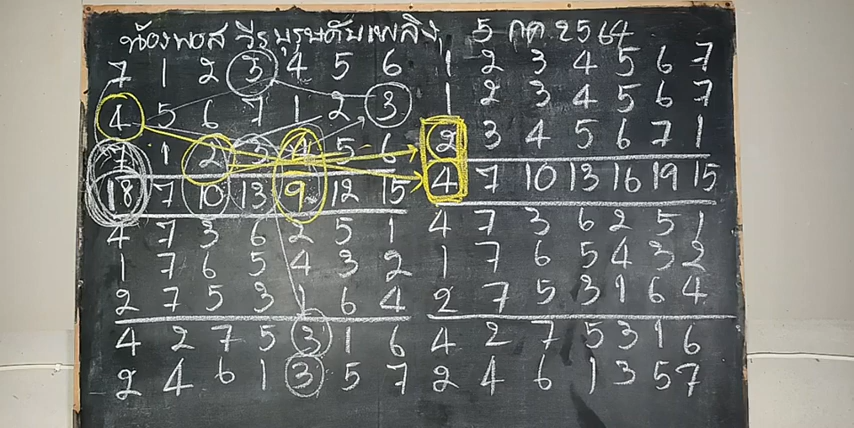 น้องพอส วีรบุรุษดับเพลิง 5 กค 2564
7 1 2 3 4 5 6 1 2 3 4 5 6 7
4 5 6 7 1 2 3 1 2 3 4 5 6 7
7 1 2 3 4 5 6 2 3 4 5 6 7 1
18 7 10 13 9 12 15 4 7 10 13 16 19 15
4 7 3 6 2 5 1 4 7 3 6 2 5 1
1 7 6 5 4 3 2 1 7 6 5 4 3 2
2 7 5 3 1 6 4 2 7 5 3 1 6 4
4 2 7 5 3 1 6 4 2 7 5 3 1 6
2 4 6 1 3 5 7 2 4 6 1 3 5 7